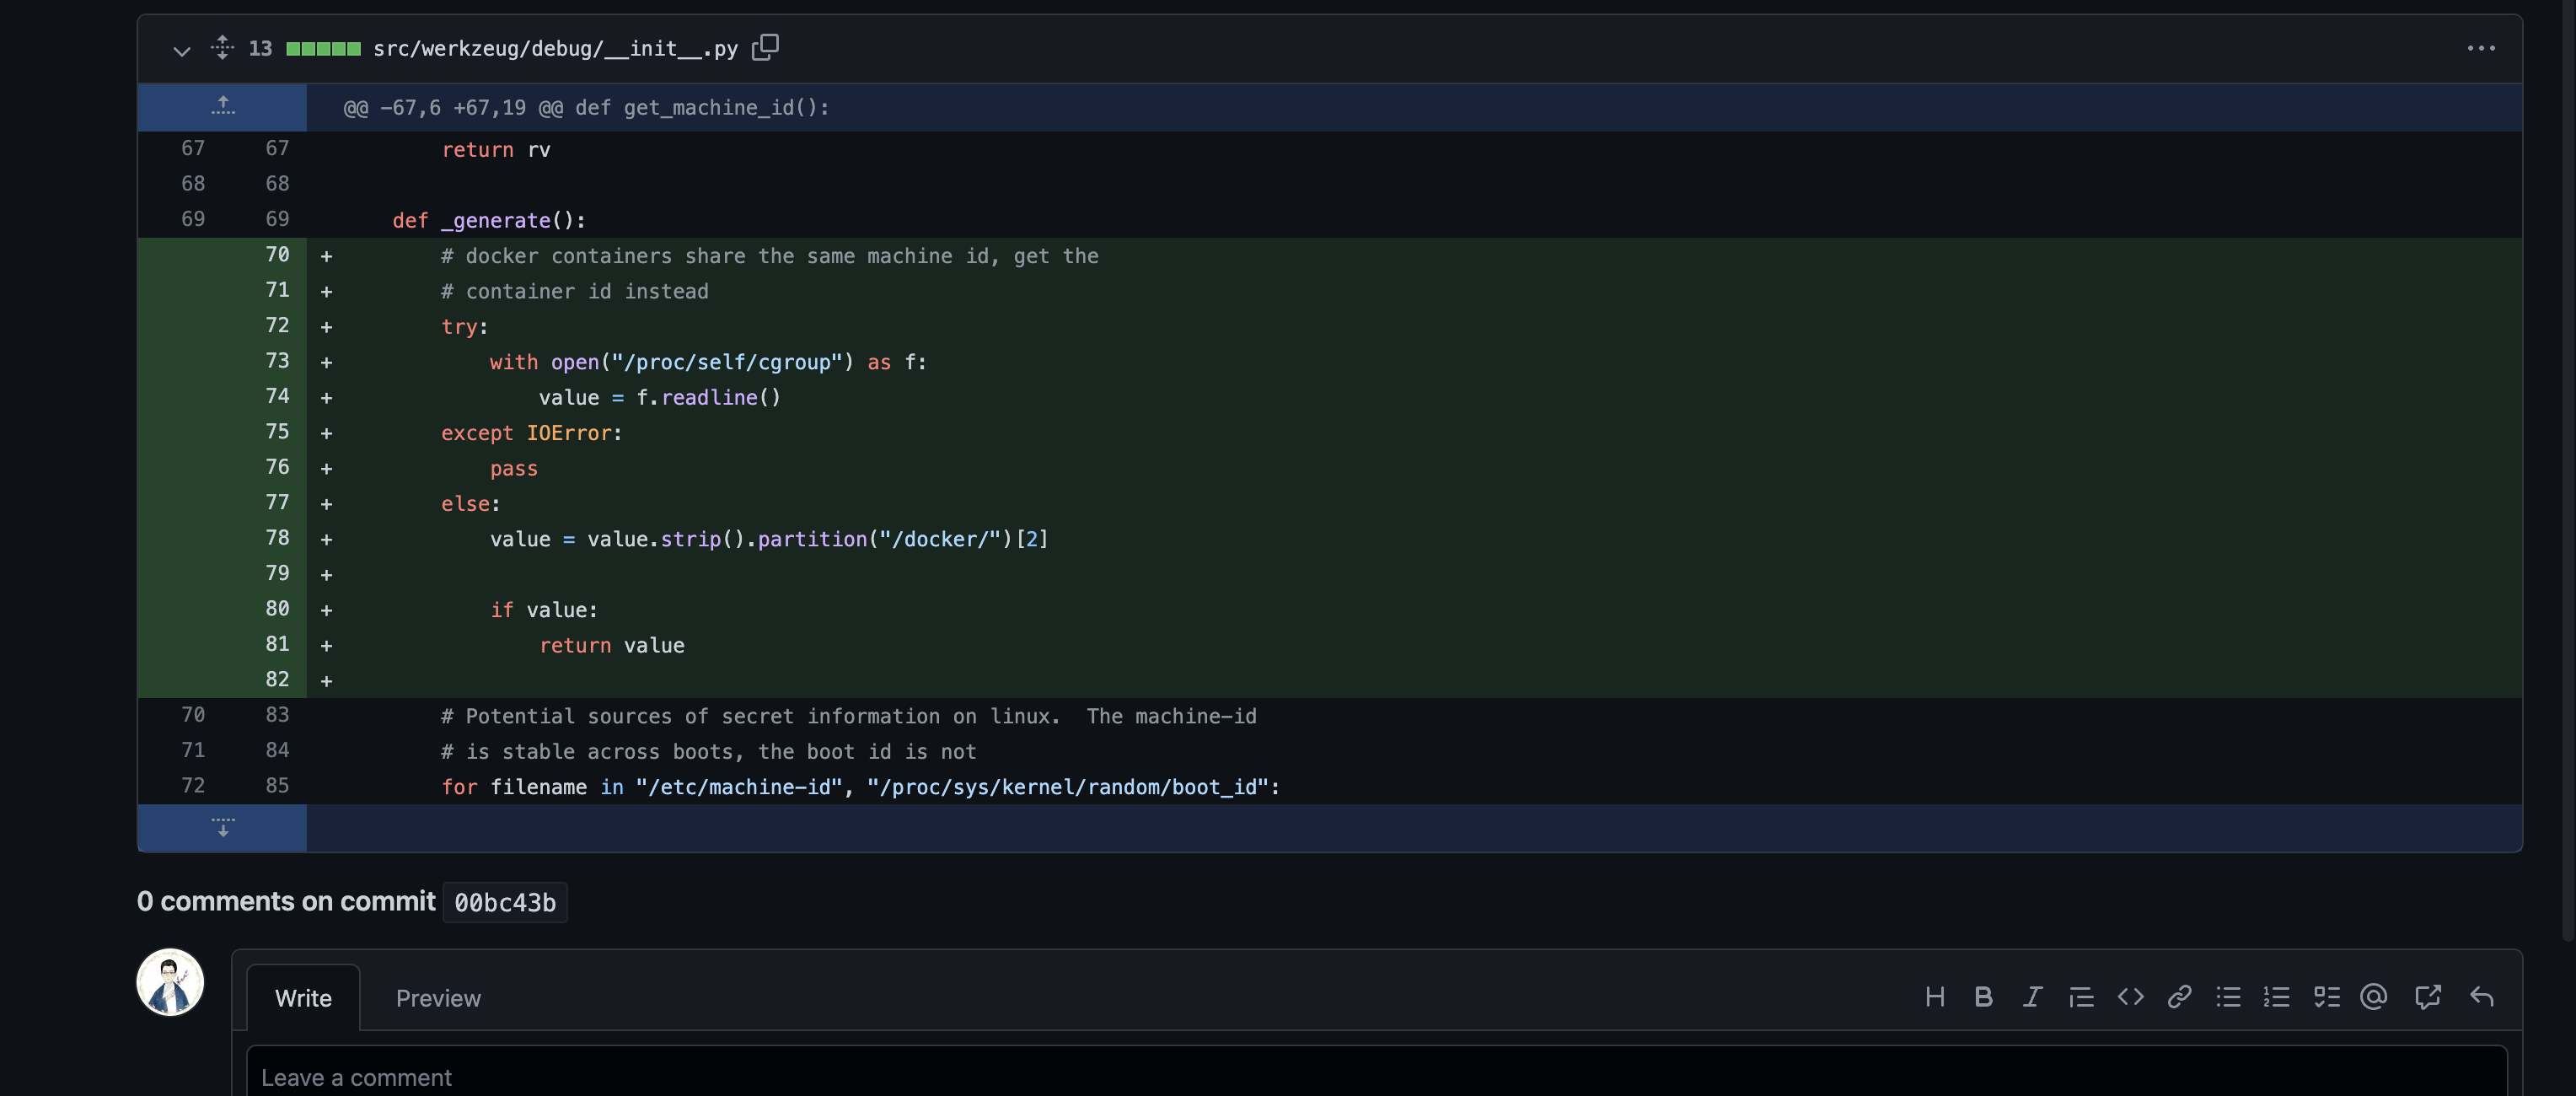 13 src/werkzeug/debug/__init__.py
@@ -67,6 +67,19 @@ def get_machine_id():
67 67 return rv
68 68
69 69 def _generate():
70 + # docker containers share the same machine id, get the
71 + # container id instead
72 + try:
73 + with open("/proc/self/cgroup") as f:
74 + value = f.readline()
75 + except IOError:
76 + pass
77 + else:
78 + value = value.strip().partition("/docker/")[2]
79 +
80 + if value:
81 + return value
82 +
70 83 # Potential sources of secret information on linux.  The machine-id
71 84 # is stable across boots, the boot id is not
72 85 for filename in "/etc/machine-id", "/proc/sys/kernel/random/boot_id":
0 comments on commit 00bc43b
Write Preview
Leave a comment